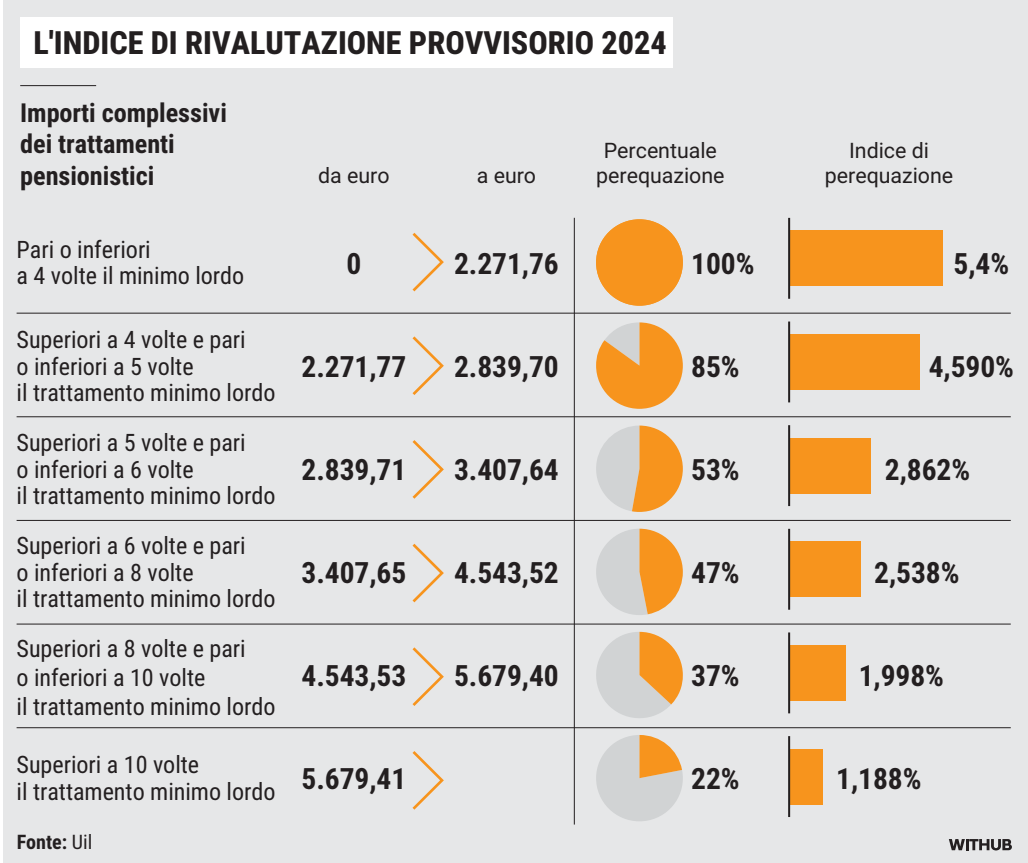 L'INDICE DI RIVALUTAZIONE PROVVISORIO 2024
Importi complessivi
dei trattamenti
pensionistici
da euro
a euro
Percentuale
perequazione
Indice di
perequazione
Pari o inferiori
a 4 volte il minimo lordo
0
2.271,76
100%
5,4%
Superiori a 4 volte e pari
o inferiori a 5 volte
il trattamento minimo lordo
2.271,77
2.839,70
85%
4,590%
Superiori a 5 volte e pari
o inferiori a 6 volte
il trattamento minimo lordo
2.839,71
3.407,64
53%
2,862%
Superiori a 6 volte e pari
o inferiori a 8 volte
il trattamento minimo lordo
3.407,65
4.543,52
47%
2,538%
Superiori a 8 volte e pari
o inferiori a 10 volte
il trattamento minimo lordo
4.543,53
5.679,40
37%
1,998%
Superiori a 10 volte
il trattamento minimo lordo
5.679,41
22%
1,188%
Fonte: Uil
WITHUB